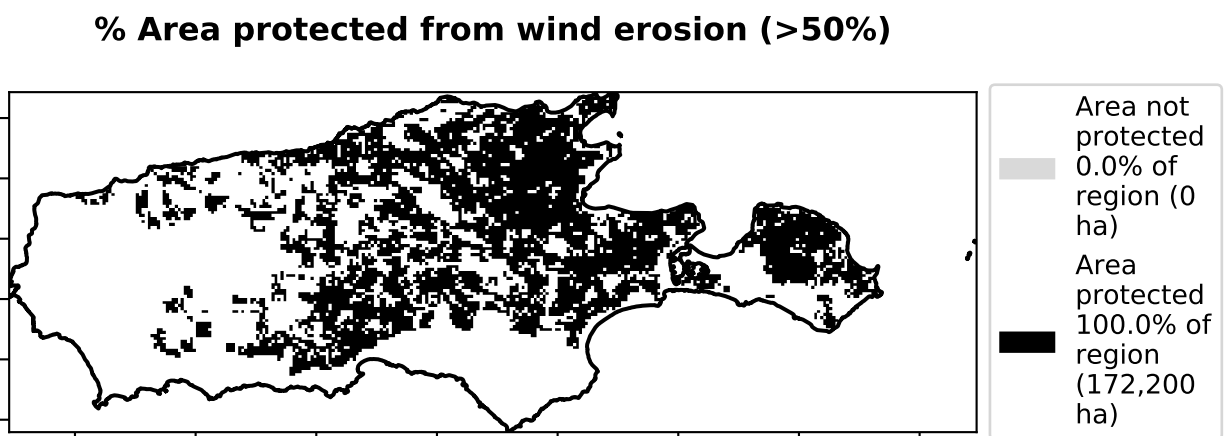 % Area protected from wind erosion (>50%)
Area not
protected
0.0% of
region (0
ha)
Area
protected
100.0% of
region
(172,200
ha)